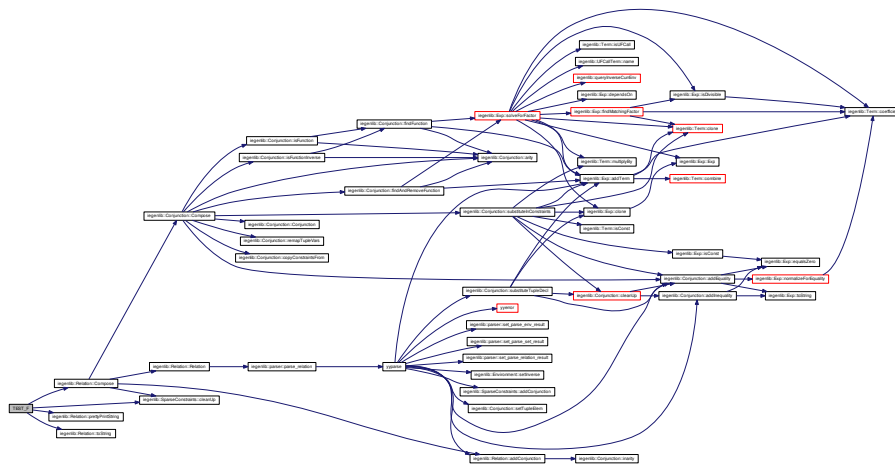 TEST_F
iegenlib::Relation::Compose
iegenlib::SparseConstraints::cleanUp
iegenlib::Relation::prettyPrintString
iegenlib::Relation::toString
iegenlib::Conjunction::Compose
iegenlib::Relation::Relation
iegenlib::parser::parse_relation
iegenlib::Conjunction::isFunction
iegenlib::Conjunction::isFunctionInverse
iegenlib::Conjunction::findAndRemoveFunction
iegenlib::Conjunction::Conjunction
iegenlib::Conjunction::remapTupleVars
iegenlib::Conjunction::copyConstraintsFrom
iegenlib::Conjunction::findFunction
iegenlib::Conjunction::arity
yyparse
iegenlib::Exp::solveForFactor
iegenlib::Conjunction::substituteInConstraints
iegenlib::Conjunction::substituteTupleDecl
yyerror
iegenlib::parser::set_parse_env_result
iegenlib::parser::set_parse_set_result
iegenlib::parser::set_parse_relation_result
iegenlib::Environment::setInverse
iegenlib::SparseConstraints::addConjunction
iegenlib::Conjunction::setTupleElem
iegenlib::Relation::addConjunction
iegenlib::Term::isUFCall
iegenlib::UFCallTerm::name
iegenlib::queryInverseCurrEnv
iegenlib::Exp::dependsOn
iegenlib::Exp::findMatchingFactor
iegenlib::Term::multiplyBy
iegenlib::Exp::addTerm
iegenlib::Exp::clone
iegenlib::Term::isConst
iegenlib::Conjunction::cleanUp
iegenlib::Conjunction::inarity
iegenlib::Exp::isDivisible
iegenlib::Term::clone
iegenlib::Exp::Exp
iegenlib::Term::combine
iegenlib::Exp::isConst
iegenlib::Conjunction::addEquality
iegenlib::Conjunction::addInequality
iegenlib::Exp::equalsZero
iegenlib::Exp::normalizeForEquality
iegenlib::Exp::toString
iegenlib::Term::coefficient